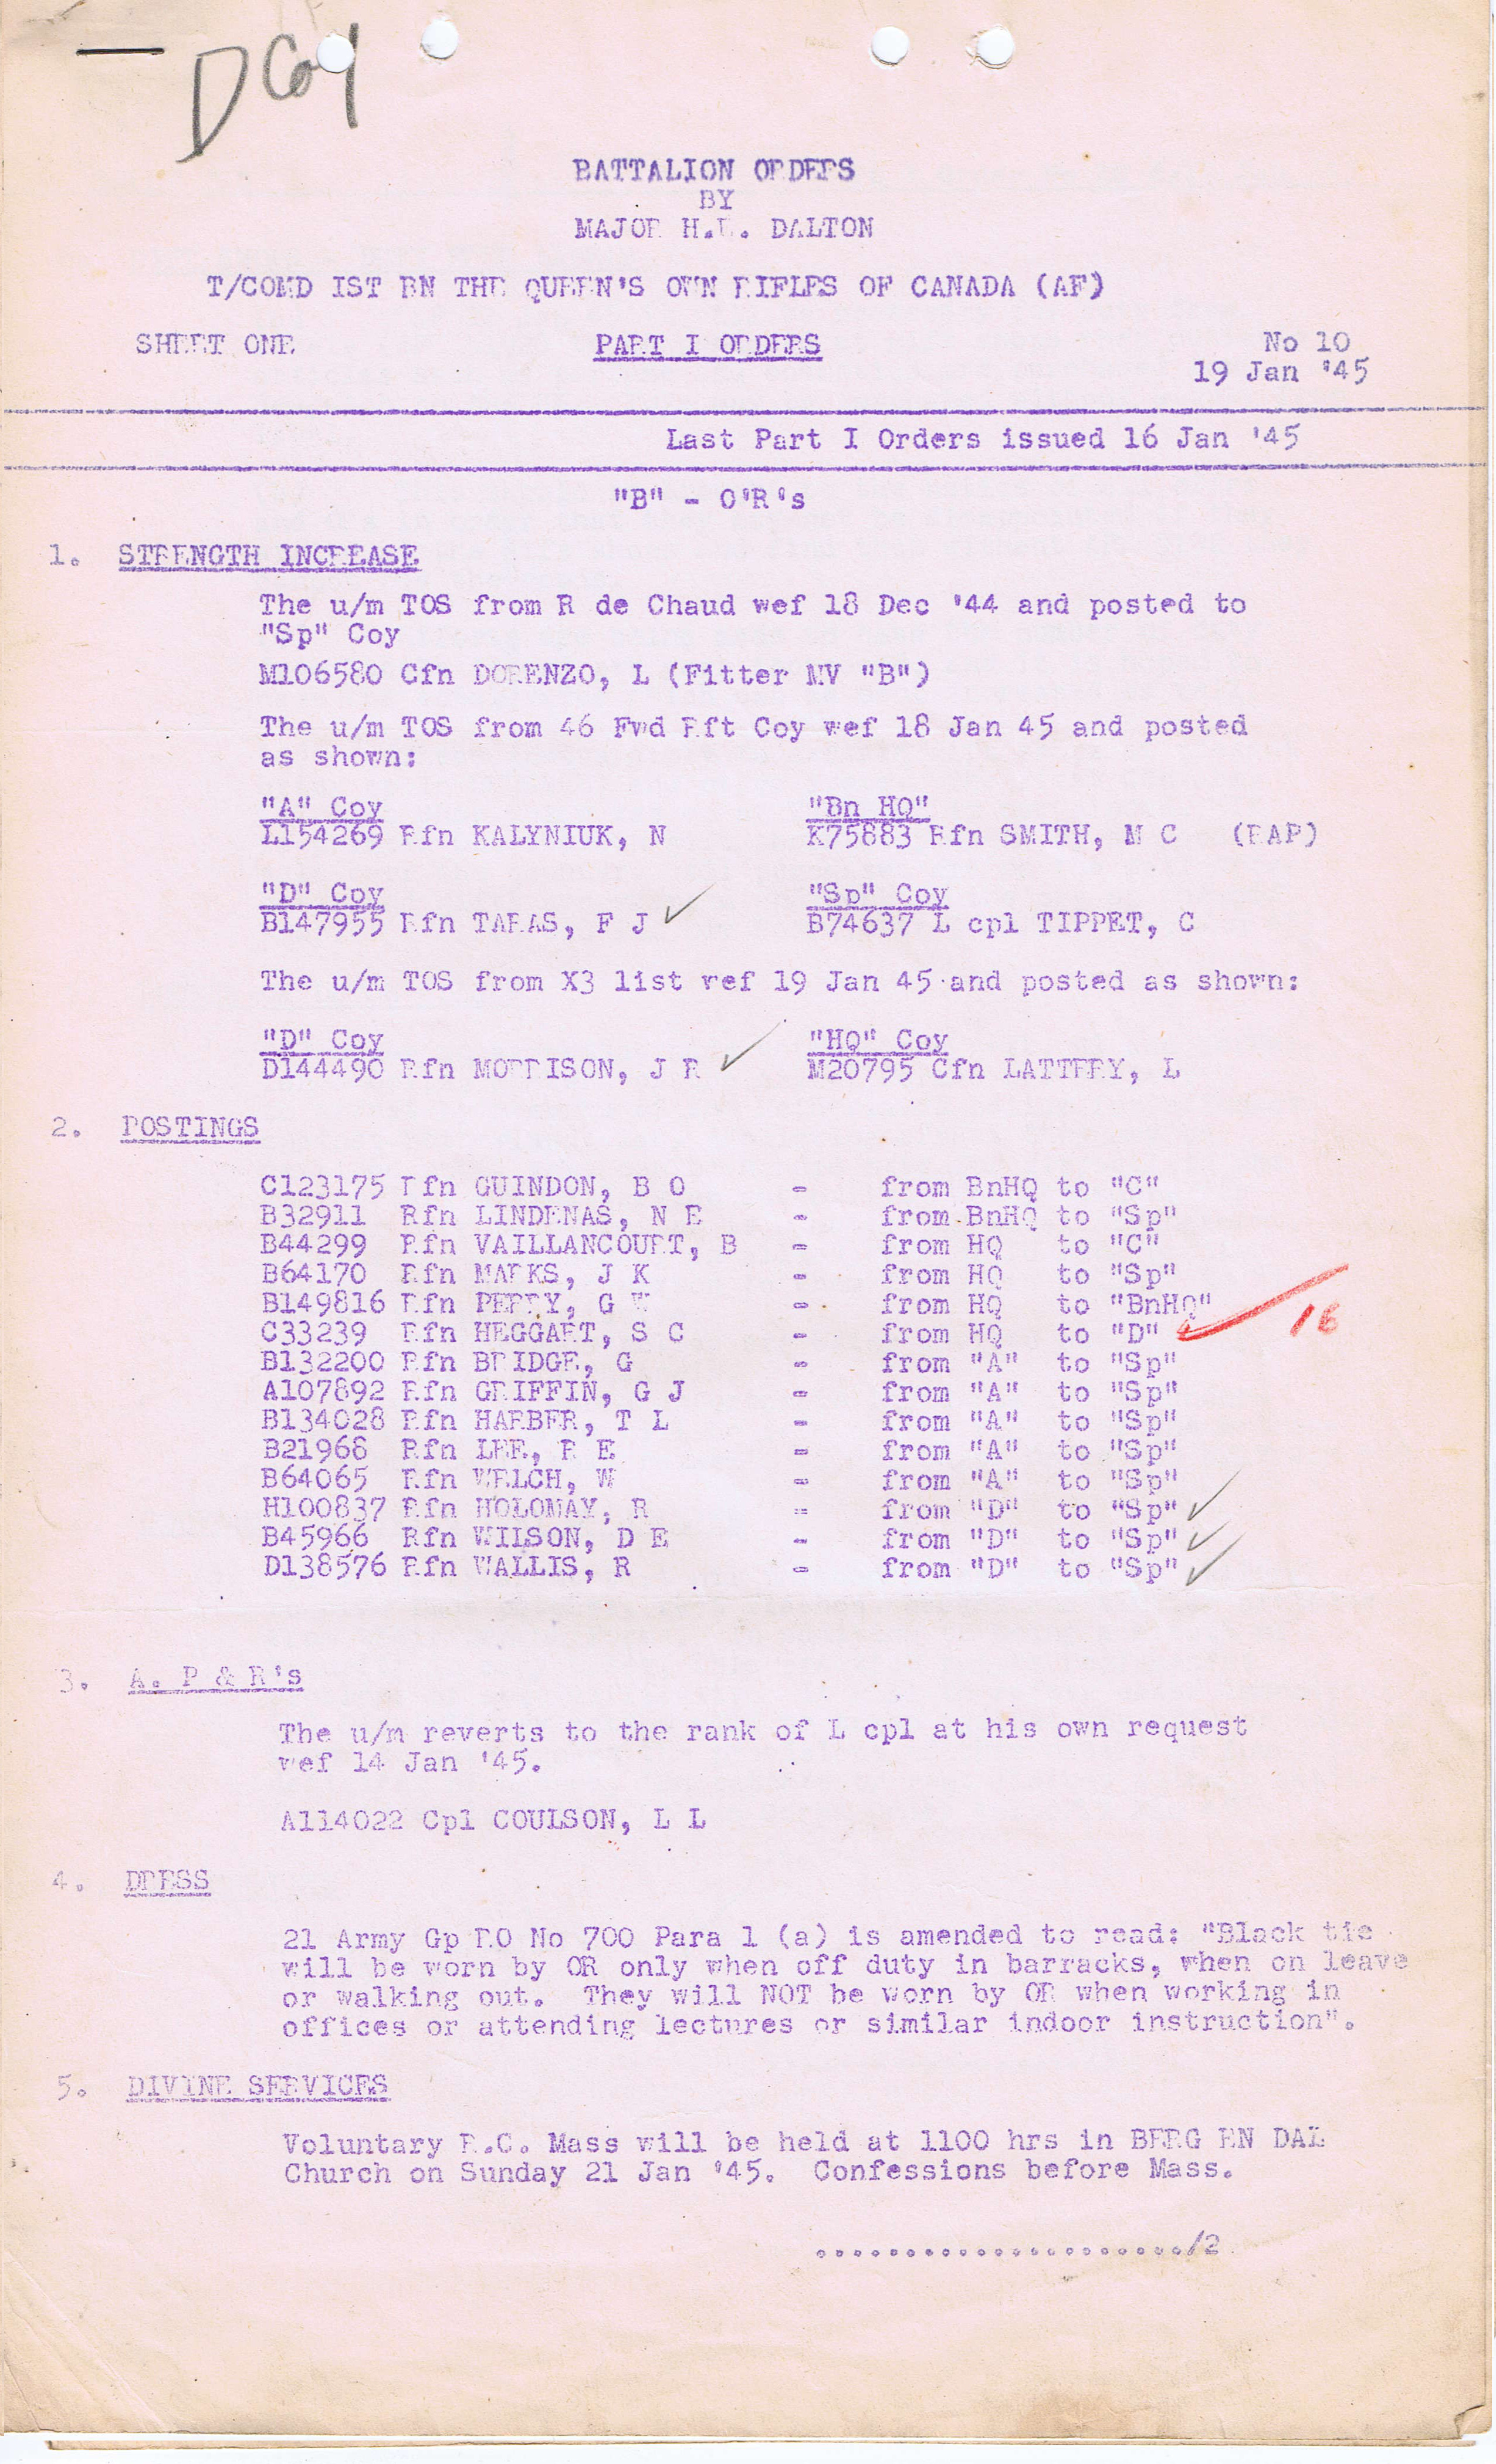 D Coy
BATTALION ORDERS
BY
MAJOR H.E. DALTON
T/COMD IST BN THE QUEEN'S OWN RIFLES OF CANADA (AF)
SHEET ONE PART I ORDERS No 10
19 Jan '45
Last Part I Orders issued 16 Jan '45
"B" - O'R's
1. STRENGTH INCREASE
The u/m TOS from R de Chaud wef 18 Dec '44 and posted to
"Sp" Coy
M106580 Cfn DORENZO, L (Fitter MV "B")
The u/m TOS from 46 Fwd Rft Coy wef 18 Jan 45 and posted
as shown:
"A" Coy "Bn HQ"
L154269 Rfn KALYNIUK, N K75883 Rfn SMITH, M C (RAP)
"D" Coy "Sp" Coy
B147955 Rfn TARAS, F J ✓ B74637 L cpl TIPPET, C
The u/m TOS from X3 list wef 19 Jan 45 and posted as shown:
"D" Coy "HQ" Coy
D144490 Rfn MORRISON, J R ✓ M20795 Cfn LATTERY, L
2. POSTINGS
C123175 Rfn GUINDON, B O - from BnHQ to "C"
B32911 Rfn LINDENAS, N E - from BnHQ to "Sp"
B44299 Rfn VAILLANCOURT, B - from HQ to "C"
B64170 Rfn MARKS, J K - from HQ to "Sp"
B149816 Rfn PERRY, G W - from HQ to "BnHQ"
C33239 Rfn HEGGART, S C - from HQ to "D" ✓ 16
B132200 Rfn BRIDGE, G - from "A" to "Sp"
A107892 Rfn GRIFFIN, G J - from "A" to "Sp"
B134028 Rfn HARBER, T L - from "A" to "Sp"
B21968 Rfn LEE, R E - from "A" to "Sp"
B64065 Rfn WELCH, W - from "A" to "Sp"
H100837 Rfn HOLOMAY, R - from "D" to "Sp" ✓
B45966 Rfn WILSON, D E - from "D" to "Sp" ✓
D138576 Rfn WALLIS, R - from "D" to "Sp" ✓
3. A. P & R's
The u/m reverts to the rank of L cpl at his own request
wef 14 Jan '45.
A114022 Cpl COULSON, L L
4. DRESS
21 Army Gp RO No 700 Para 1 (a) is amended to read: "Black tie
will be worn by OR only when off duty in barracks, when on leave
or walking out. They will NOT be worn by OR when working in
offices or attending lectures or similar indoor instruction".
5. DIVINE SERVICES
Voluntary R.C. Mass will be held at 1100 hrs in BERG EN DAL
Church on Sunday 21 Jan '45. Confessions before Mass.
...................../2